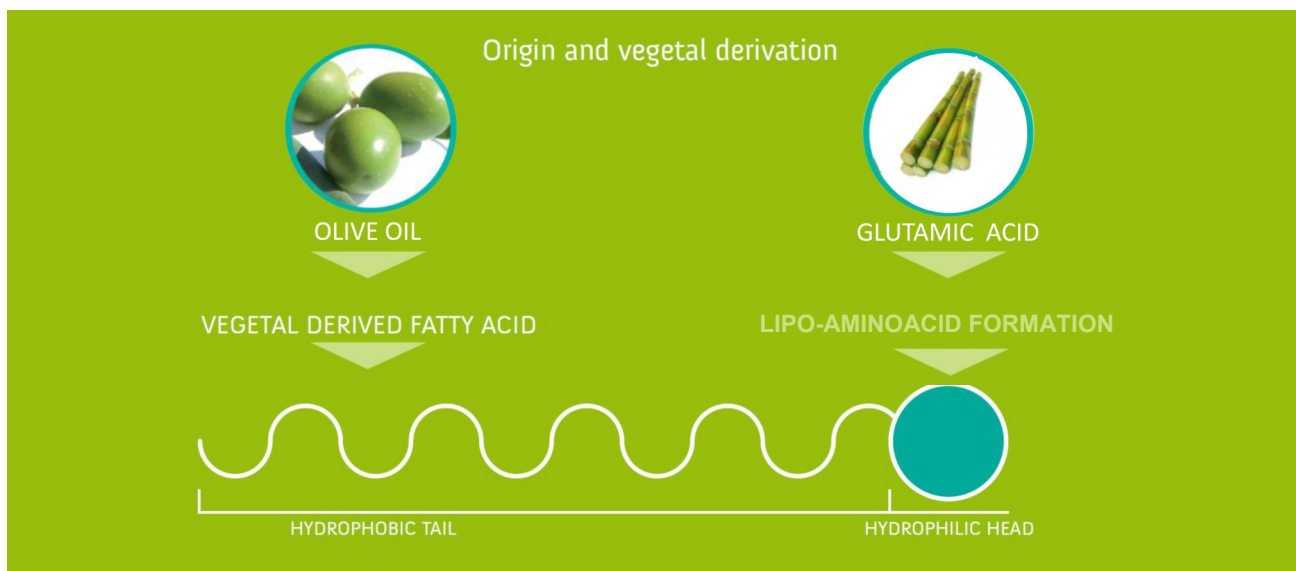 Origin and vegetal derivation
OLIVE OIL
GLUTAMIC ACID
VEGETAL DERIVED FATTY ACID
LIPO-AMINOACID FORMATION
HYDROPHOBIC TAIL
HYDROPHILIC HEAD